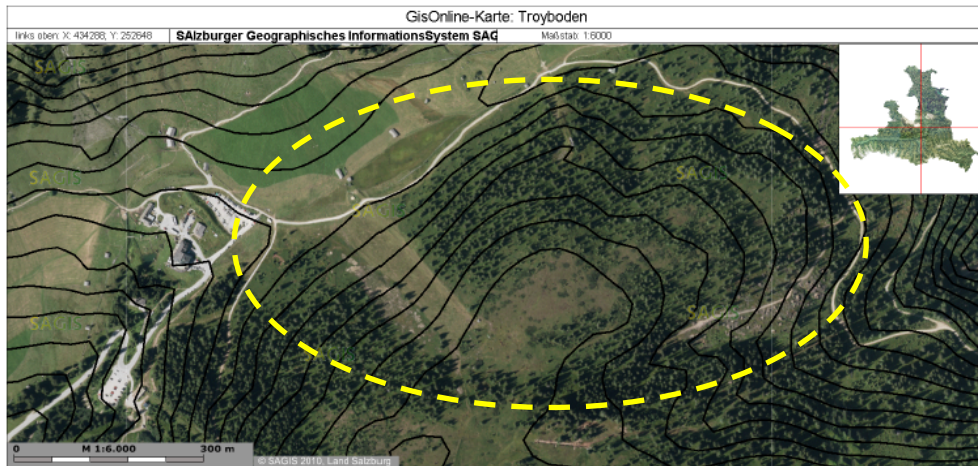 GisOnline-Karte: Troyboden
links oben: X: 434288; Y: 252648 SAlzburger Geographisches InformationsSystem SAG Maßstab: 1:6000
SAGIS
SAGIS
SAGIS
SA
SAGIS
SAGIS
0 M 1:6.000 300 m
© SAGIS 2010, Land Salzburg